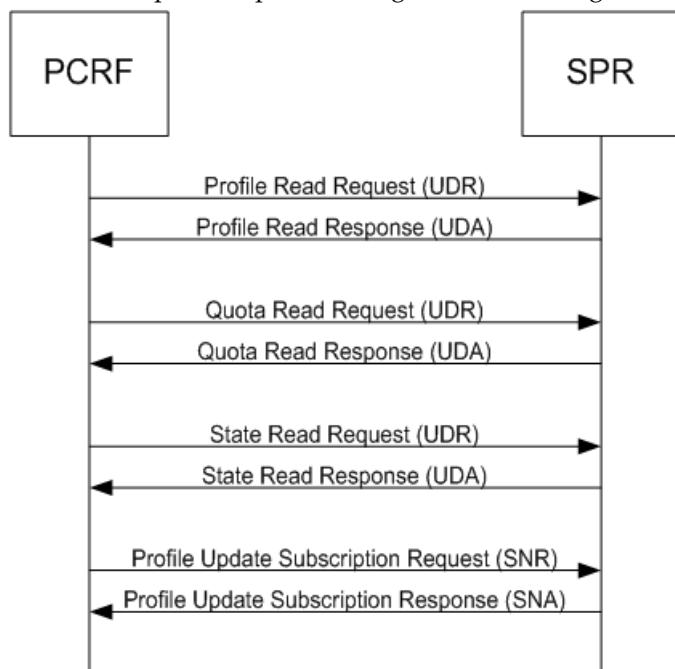 PCRF
SPR
Profile Read Request (UDR)
Profile Read Response (UDA)
Quota Read Request (UDR)
Quota Read Response (UDA)
State Read Request (UDR)
State Read Response (UDA)
Profile Update Subscription Request (SNR)
Profile Update Subscription Response (SNA)